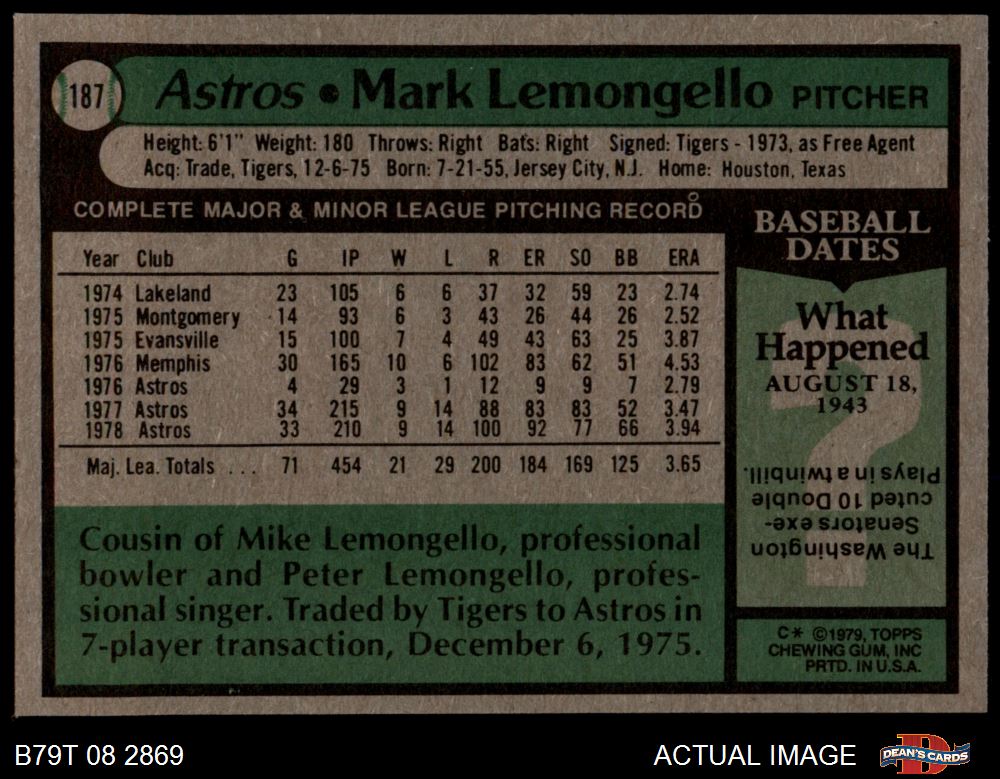 187 Astros • Mark Lemongello PITCHER
Height: 6'1" Weight: 180 Throws: Right Bats: Right Signed: Tigers - 1973, as Free Agent
Acq: Trade, Tigers, 12-6-75 Born: 7-21-55, Jersey City, N.J. Home: Houston, Texas
COMPLETE MAJOR & MINOR LEAGUE PITCHING RECORD
Year Club G IP W L R ER SO BB ERA
1974 Lakeland 23 105 6 6 37 32 59 23 2.74
1975 Montgomery 14 93 6 3 43 26 44 26 2.52
1975 Evansville 15 100 7 4 49 43 63 25 3.87
1976 Memphis 30 165 10 6 102 83 62 51 4.53
1976 Astros 4 29 3 1 12 9 9 7 2.79
1977 Astros 34 215 9 14 88 83 83 52 3.47
1978 Astros 33 210 9 14 100 92 77 66 3.94
Maj. Lea. Totals . . . 71 454 21 29 200 184 169 125 3.65
Cousin of Mike Lemongello, professional
bowler and Peter Lemongello, profes-
sional singer. Traded by Tigers to Astros in
7-player transaction, December 6, 1975.
BASEBALL
DATES
What
Happened
AUGUST 18,
1943
The Washington
Senators exe-
cuted 10 Double
Plays in a twinbill.
C* ©1979, TOPPS
CHEWING GUM, INC
PRTD. IN U.S.A.
B79T 08 2869
ACTUAL IMAGE
DEAN'S CARDS